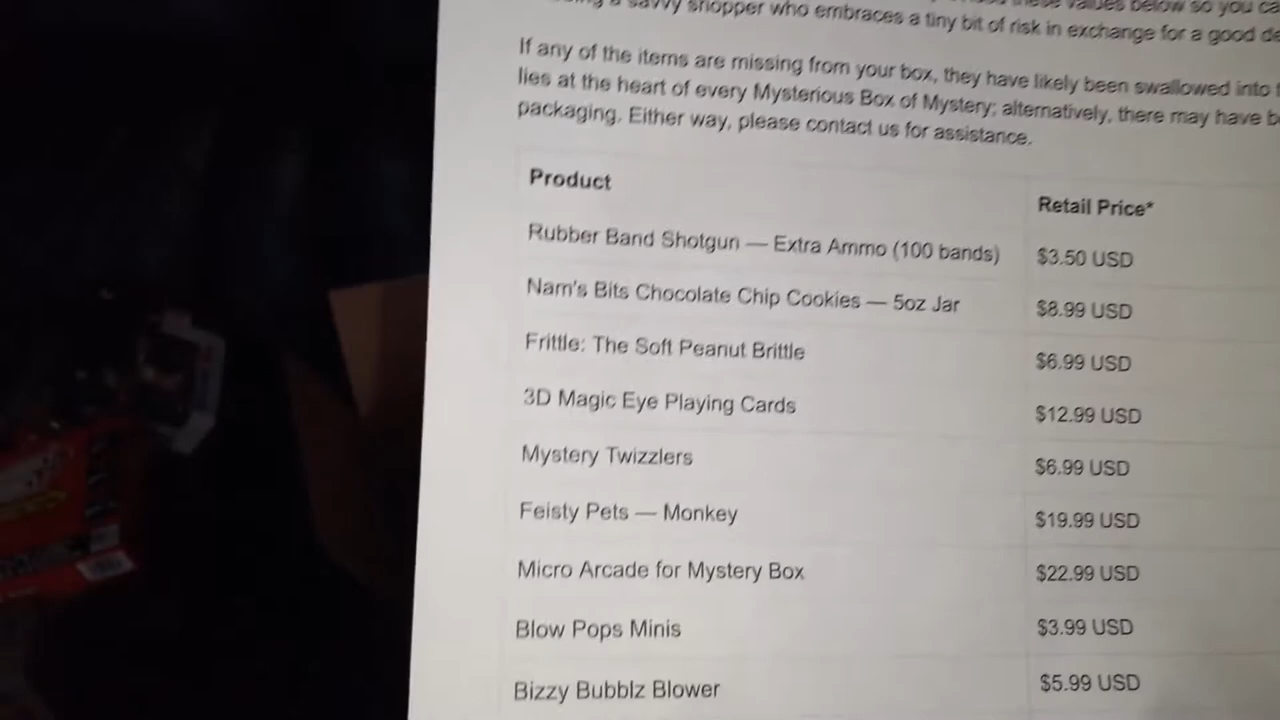 savvy shopper who embraces a tiny bit of risk in exchange for a good
If any of the items are missing from your box, they have likely been swallowed into
lies at the heart of every Mysterious Box of Mystery; alternatively, there may have
packaging. Either way, please contact us for assistance.
Product Retail Price*
Rubber Band Shotgun — Extra Ammo (100 bands) $3.50 USD
Nam's Bits Chocolate Chip Cookies — 5oz Jar $8.99 USD
Frittle: The Soft Peanut Brittle $6.99 USD
3D Magic Eye Playing Cards $12.99 USD
Mystery Twizzlers $6.99 USD
Feisty Pets — Monkey $19.99 USD
Micro Arcade for Mystery Box $22.99 USD
Blow Pops Minis $3.99 USD
Bizzy Bubblz Blower $5.99 USD